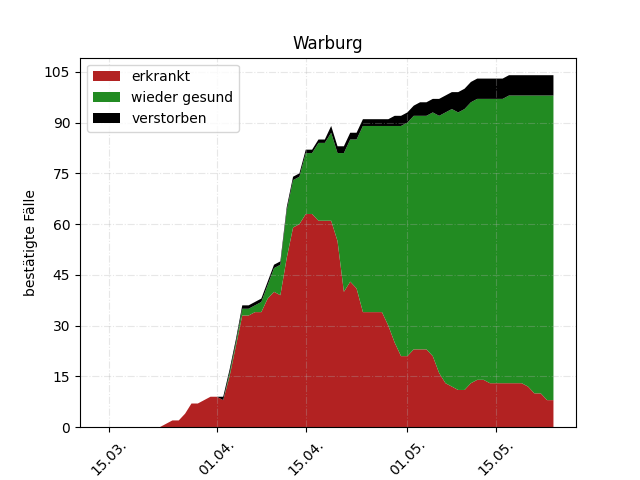 Warburg
erkrankt
wieder gesund
verstorben
bestätigte Fälle
105
90
75
60
45
30
15
0
15.03.
01.04.
15.04.
01.05.
15.05.